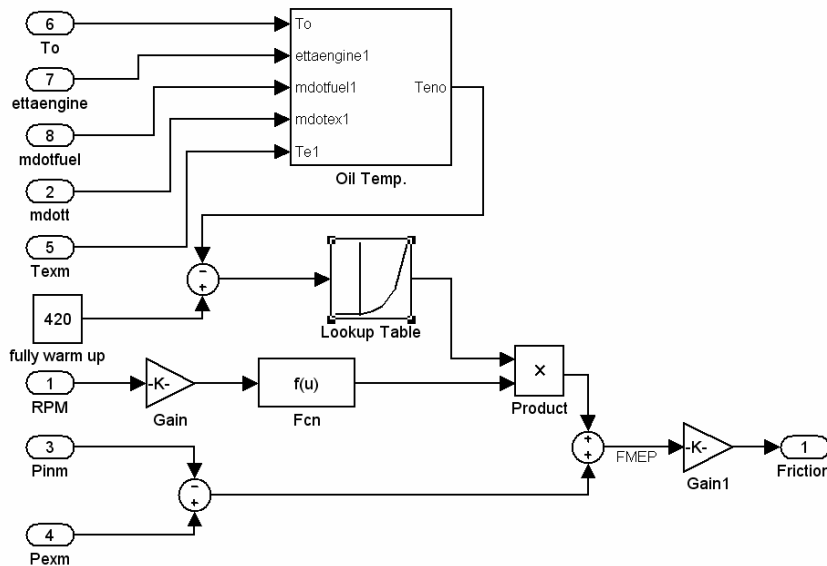 6
To
7
ettaengine
8
mdotfuel
2
mdott
5
Texm
To
ettaengine1
mdotfuel1
mdotex1
Te1
Teno
Oil Temp.
-
+
420
fully warm up
Lookup Table
1
RPM
-K-
Gain
f(u)
Fcn
×
Product
3
Pinm
-
+
4
Pexm
+
+
FMEP
-K-
Gain1
1
Friction